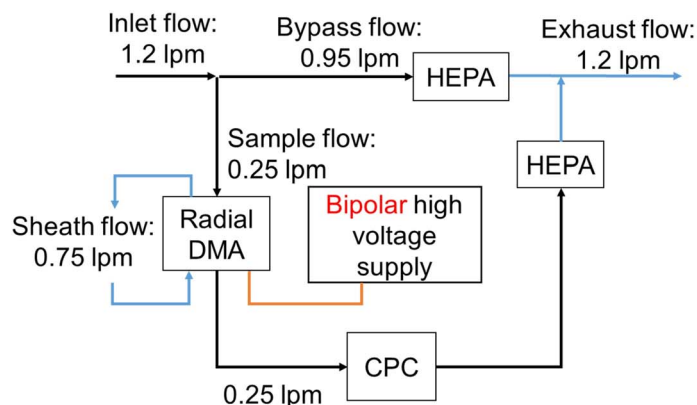 Inlet flow:
1.2 lpm
Bypass flow:
0.95 lpm
HEPA
Exhaust flow:
1.2 lpm
Sample flow:
0.25 lpm
HEPA
Sheath flow:
0.75 lpm
Radial
DMA
Bipolar high
voltage
supply
0.25 lpm
CPC